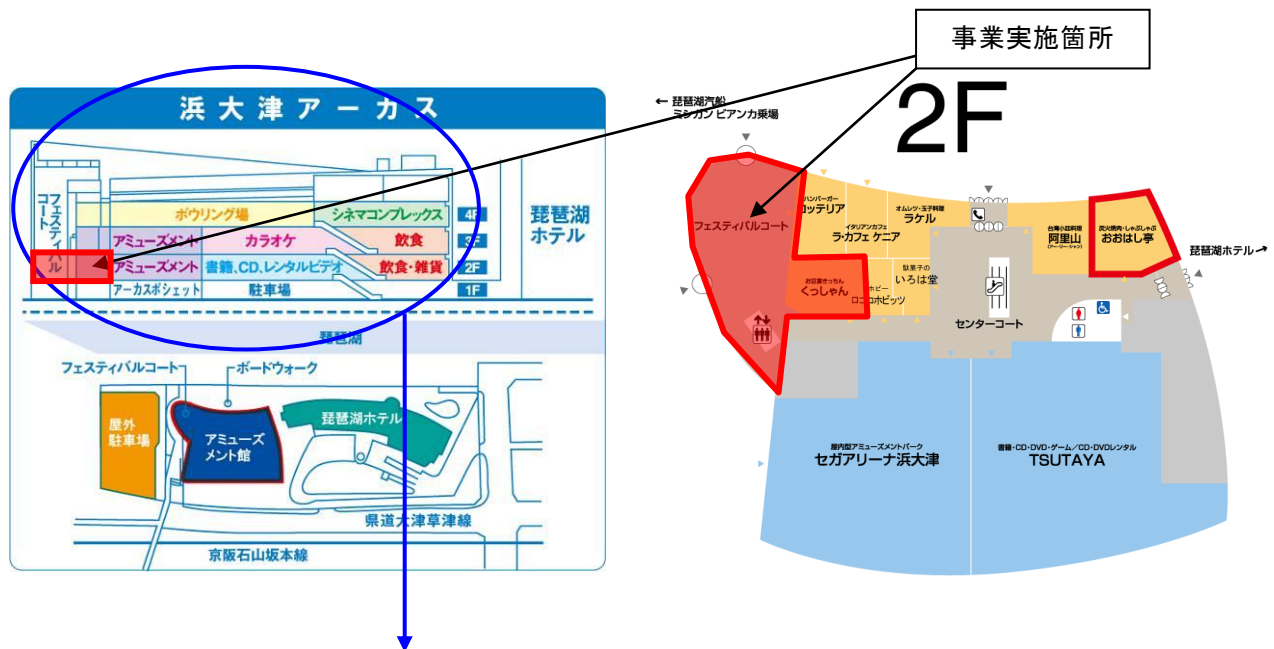 事業実施箇所
浜大津アーカス
フェスティバル
コート
ボウリング場
シネマコンプレックス
4F
アミューズメント
カラオケ
飲食
3F
アミューズメント
書籍、CD、レンタルビデオ
飲食・雑貨
2F
アーカスポシェット
駐車場
1F
琵琶湖
ホテル
琵琶湖
フェスティバルコート
ボードウォーク
屋外
駐車場
アミューズ
メント館
琵琶湖ホテル
県道大津草津線
京阪石山坂本線
← 琵琶湖汽船
ミシガン ビアンカ乗場
2F
フェスティバルコート
ハンバーガー
ロッテリア
イタリアンカフェ
ラ・カフェ ケニア
オムレツ・玉子料理
ラケル
お豆腐きっちん
くっしゃん
ホビー
ロココホビッツ
駄菓子の
いろは堂
センターコート
台湾小皿料理
阿里山
(アーリー・シャン)
炭火焼肉・しゃぶしゃぶ
おおはし亭
琵琶湖ホテル→
屋内型アミューズメントパーク
セガアリーナ浜大津
書籍・CD・DVD・ゲーム／CD・DVDレンタル
TSUTAYA